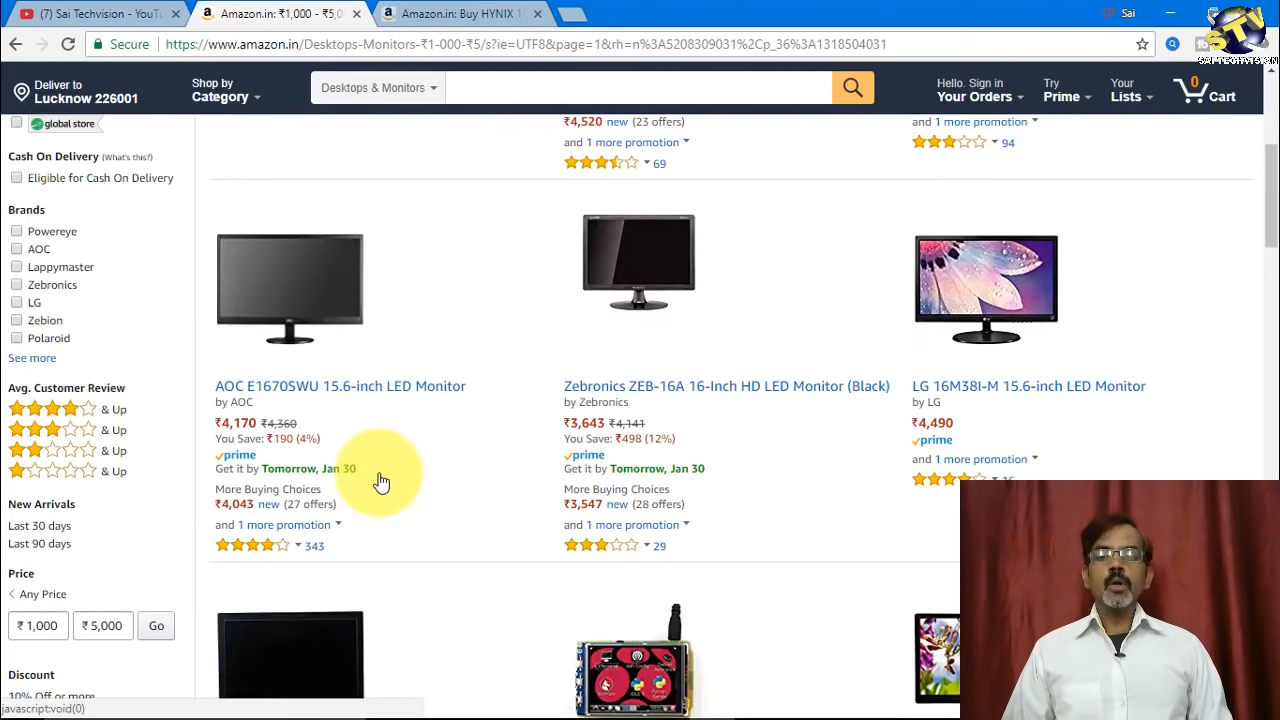 (7) Sai Techvision - YouTu
Amazon.in: ₹1,000 - ₹5,0
Amazon.in: Buy HYNIX 1
Sai
STV
Secure
https://www.amazon.in/Desktops-Monitors-₹1-000-₹5/s?ie=UTF8&page=1&rh=n%3A5208309031%2Cp_36%3A1318504031
Deliver to
Lucknow 226001
Shop by
Category
Desktops & Monitors
Hello. Sign in
Your Orders
Try
Prime
Your
Lists
0
Cart
global store
Cash On Delivery (What's this?)
Eligible for Cash On Delivery
Brands
Powereye
AOC
Lappymaster
Zebronics
LG
Zebion
Polaroid
See more
Avg. Customer Review
& Up
& Up
& Up
& Up
New Arrivals
Last 30 days
Last 90 days
Price
Any Price
₹ 1,000
₹ 5,000
Go
Discount
10% Off or more
javascript:void(0)
₹4,520 new (23 offers)
and 1 more promotion
69
and 1 more promotion
94
AOC E1670SWU 15.6-inch LED Monitor
by AOC
₹4,170 ₹4,360
You Save: ₹190 (4%)
prime
Get it by Tomorrow, Jan 30
More Buying Choices
₹4,043 new (27 offers)
and 1 more promotion
343
Zebronics ZEB-16A 16-Inch HD LED Monitor (Black)
by Zebronics
₹3,643 ₹4,141
You Save: ₹498 (12%)
prime
Get it by Tomorrow, Jan 30
More Buying Choices
₹3,547 new (28 offers)
and 1 more promotion
29
LG 16M38I-M 15.6-inch LED Monitor
by LG
₹4,490
prime
and 1 more promotion